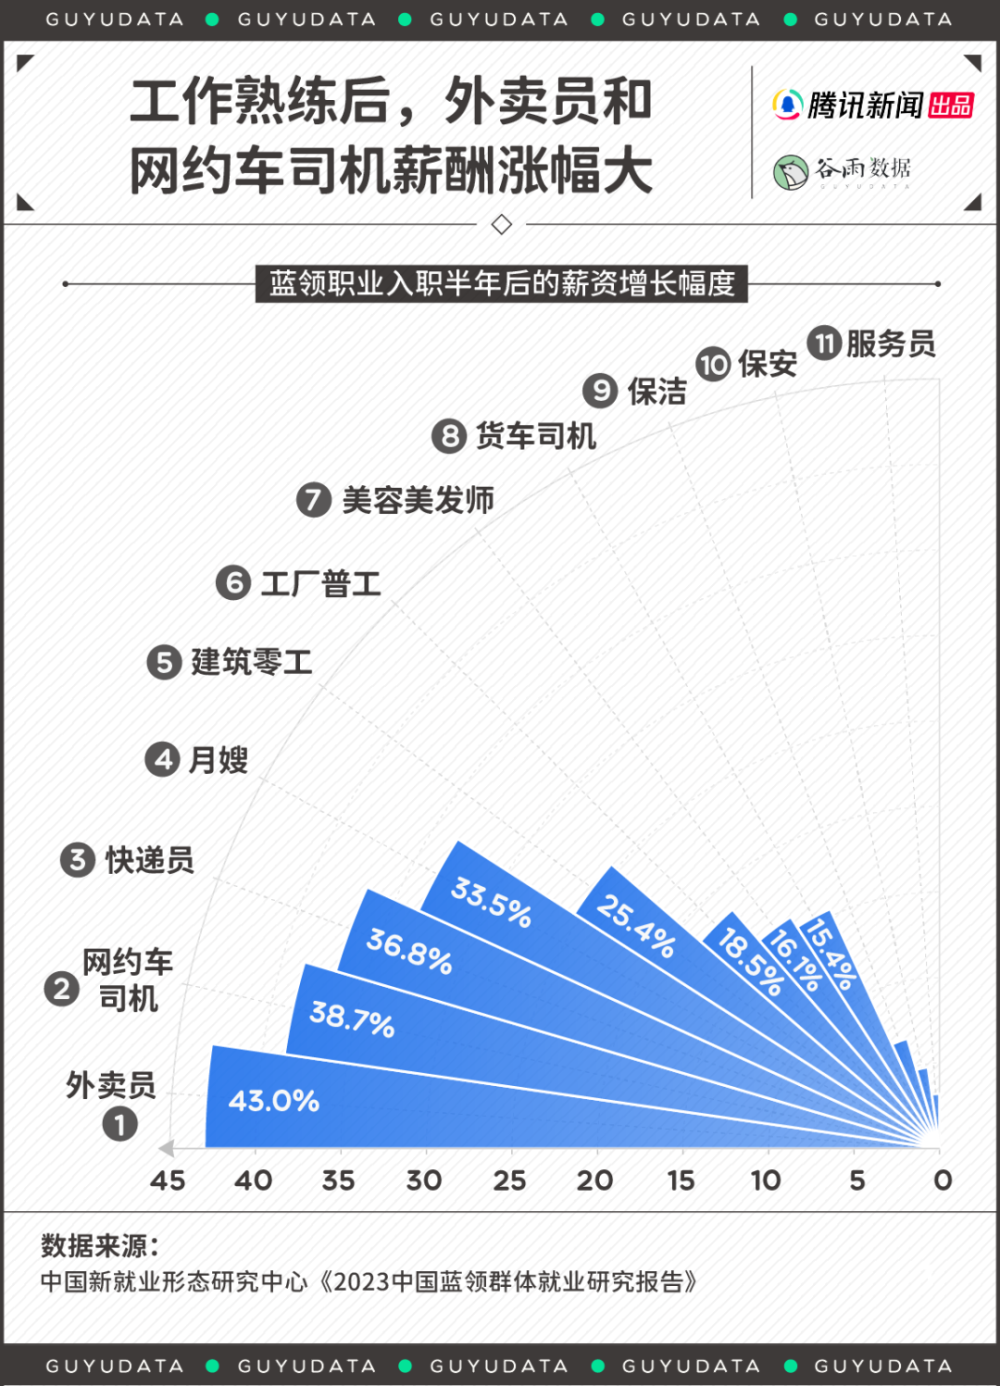 GUYUDATA GUYUDATA GUYUDATA GUYUDATA GUYUDATA
工作熟练后，外卖员和
网约车司机薪酬涨幅大
腾讯新闻 出品
谷雨数据
GUYUDATA
蓝领职业入职半年后的薪资增长幅度
11 服务员
10 保安
9 保洁
8 货车司机
7 美容美发师
6 工厂普工
5 建筑零工
4 月嫂
3 快递员
2 网约车
司机
外卖员
1
33.5%
25.4%
18.5%
16.1%
15.4%
36.8%
38.7%
43.0%
45 40 35 30 25 20 15 10 5 0
数据来源：
中国新就业形态研究中心《2023中国蓝领群体就业研究报告》
GUYUDATA GUYUDATA GUYUDATA GUYUDATA GUYUDATA